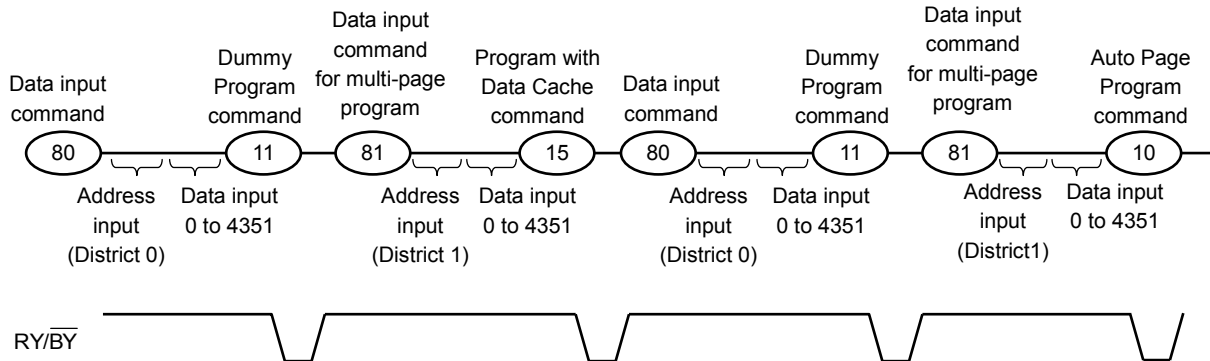 Data input
command
Dummy
Program
command
Data input
command
for multi-page
program
Program with
Data Cache
command
Data input
command
Dummy
Program
command
Data input
command
for multi-page
program
Auto Page
Program
command
80
11
81
15
80
11
81
10
Address
input
(District 0)
Data input
0 to 4351
Address
input
(District 1)
Data input
0 to 4351
Address
input
(District 0)
Data input
0 to 4351
Address
input
(District1)
Data input
0 to 4351
RY/B̅Y̅